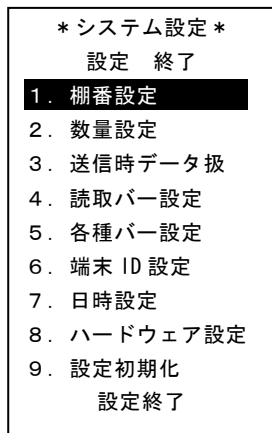 ＊システム設定＊
設定　終了
１．棚番設定
２．数量設定
３．送信時データ扱
４．読取バー設定
５．各種バー設定
６．端末 ID 設定
７．日時設定
８．ハードウェア設定
９．設定初期化
設定終了